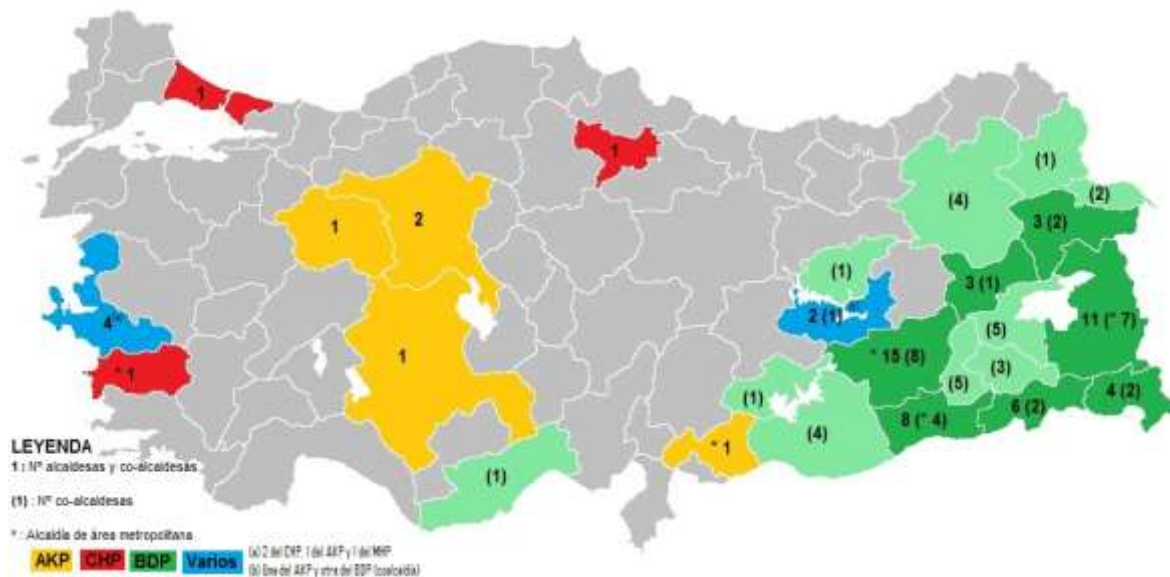 1
1
(1)
(4)
(2)
3 (2)
1
2
(1)
3 (1)
2 (1)
11 (* 7)
4(a)
(5)
* 15 (8)
1
(3)
* 1
(5)
4 (2)
(1)
6 (2)
8 (* 4)
(4)
* 1
(1)
LEYENDA
1 : Nº alcaldesas y co-alcaldesas
(1) : Nº co-alcaldesas
* : Alcaldía de área metropolitana
AKP CHP BDP Varios
(a) 2 del CHP, 1 del AKP y 1 del MHP
(b) Una del AKP y otra del BDP (coalcaldía)